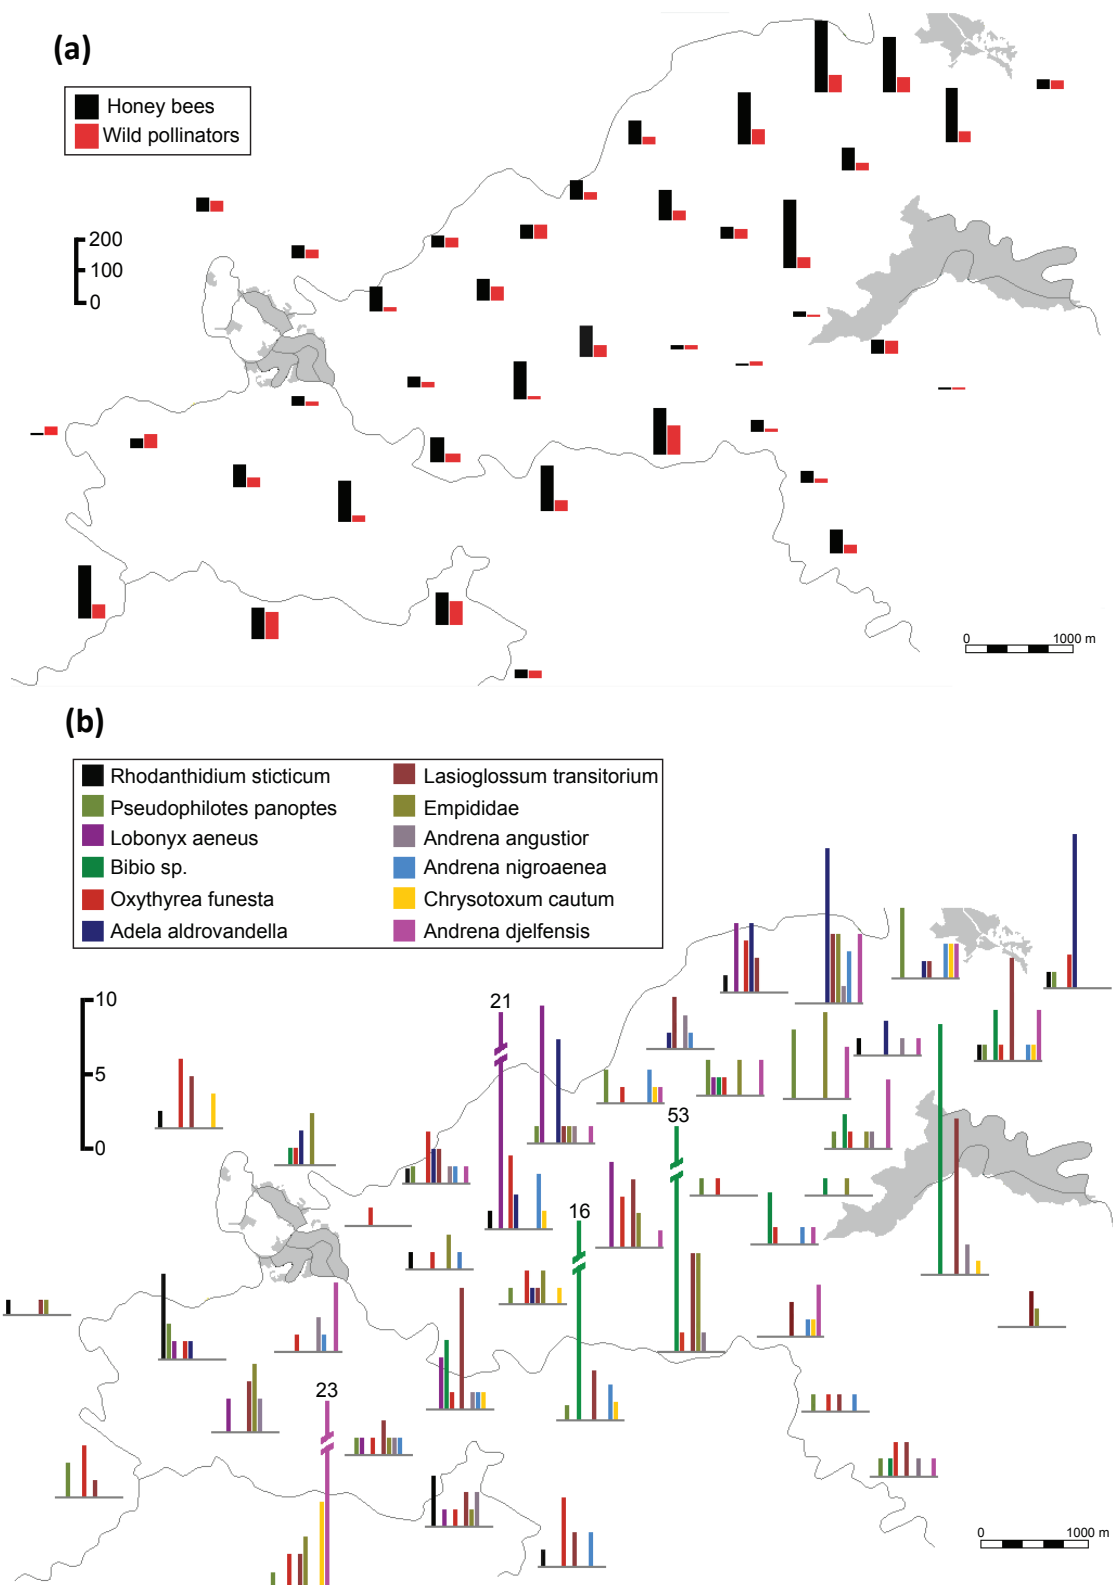 (a)
Honey bees
Wild pollinators
200
100
0
0 1000 m
(b)
Rhodanthidium sticticum
Pseudophilotes panoptes
Lobonyx aeneus
Bibio sp.
Oxythyrea funesta
Adela aldrovandella
Lasioglossum transitorium
Empididae
Andrena angustior
Andrena nigroaenea
Chrysotoxum cautum
Andrena djelfensis
10
5
0
21
53
16
23
0 1000 m